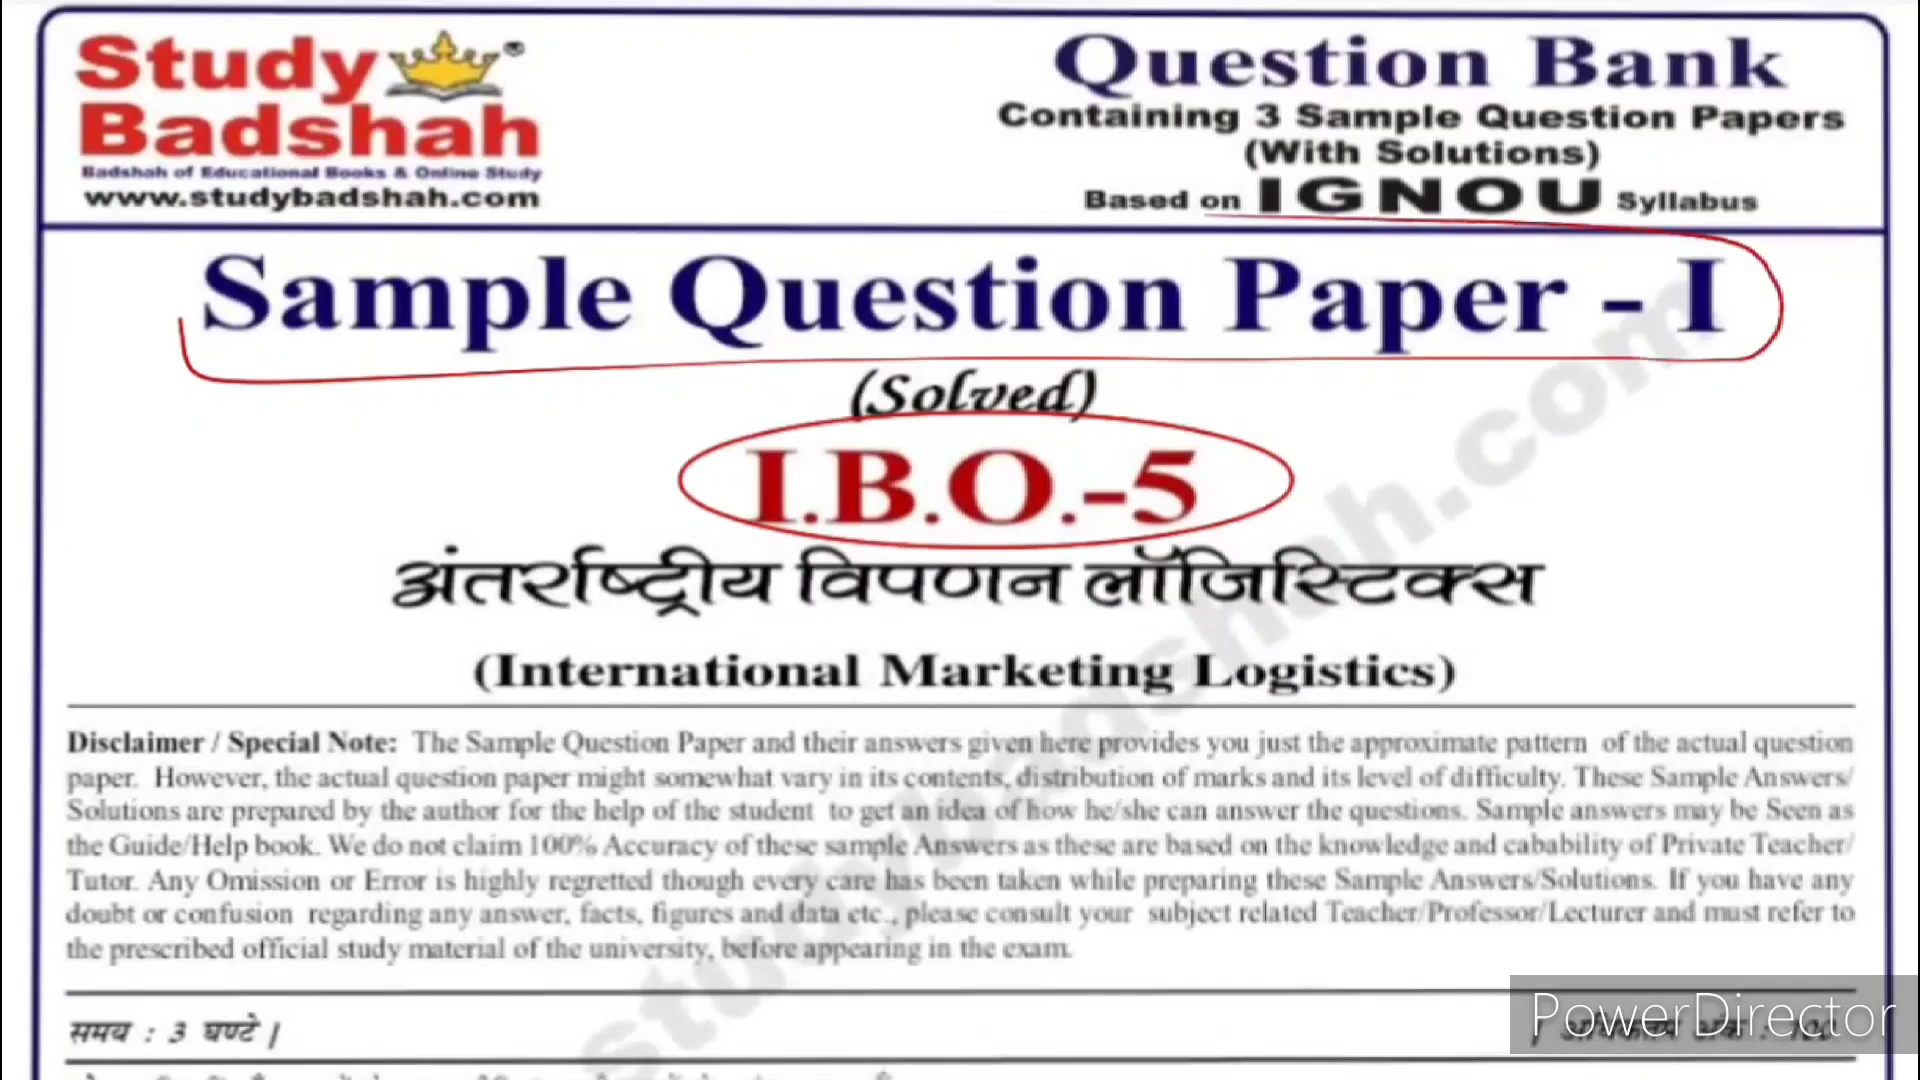 Study
Badshah
Badshah of Educational Books & Online Study
www.studybadshah.com
Question Bank
Containing 3 Sample Question Papers
(With Solutions)
Based on IGNOU Syllabus
Sample Question Paper - I
(Solved)
I.B.O.-5
अंतर्राष्ट्रीय विपणन लॉजिस्टिक्स
(International Marketing Logistics)
Disclaimer / Special Note: The Sample Question Paper and their answers given here provides you just the approximate pattern of the actual question
paper. However, the actual question paper might somewhat vary in its contents, distribution of marks and its level of difficulty. These Sample Answers/
Solutions are prepared by the author for the help of the student to get an idea of how he/she can answer the questions. Sample answers may be Seen as
the Guide/Help book. We do not claim 100% Accuracy of these sample Answers as these are based on the knowledge and cabability of Private Teacher/
Tutor. Any Omission or Error is highly regretted though every care has been taken while preparing these Sample Answers/Solutions. If you have any
doubt or confusion regarding any answer, facts, figures and data etc., please consult your subject related Teacher/Professor/Lecturer and must refer to
the prescribed official study material of the university, before appearing in the exam.
studybadshah.com
समय : 3 घण्टे ]
[ अधिकतम अंक : 100
PowerDirector